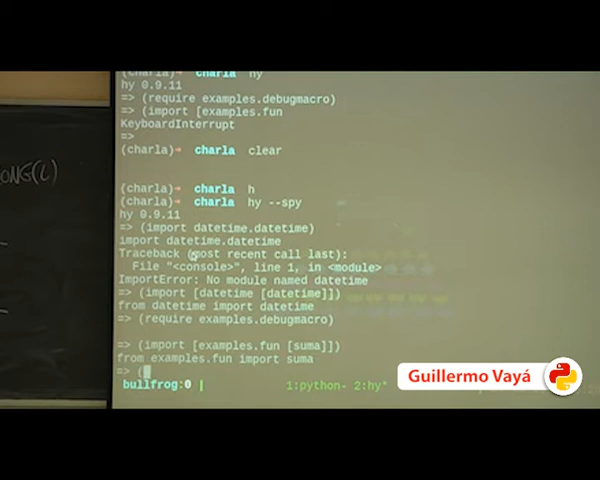 (charla)→ charla hy
hy 0.9.11
=> (require examples.debugmacro)
=> (import [examples.fun
KeyboardInterrupt
=>
(charla)→ charla clear
(charla)→ charla h
(charla)→ charla hy --spy
hy 0.9.11
=> (import datetime.datetime)
import datetime.datetime
Traceback (most recent call last):
File "<console>", line 1, in <module>
ImportError: No module named datetime
=> (import [datetime [datetime]])
from datetime import datetime
=> (require examples.debugmacro)
=> (import [examples.fun [suma]])
from examples.fun import suma
=> (
bullfrog:0 | 1:python- 2:hy*
ONG(L)
Guillermo Vayá